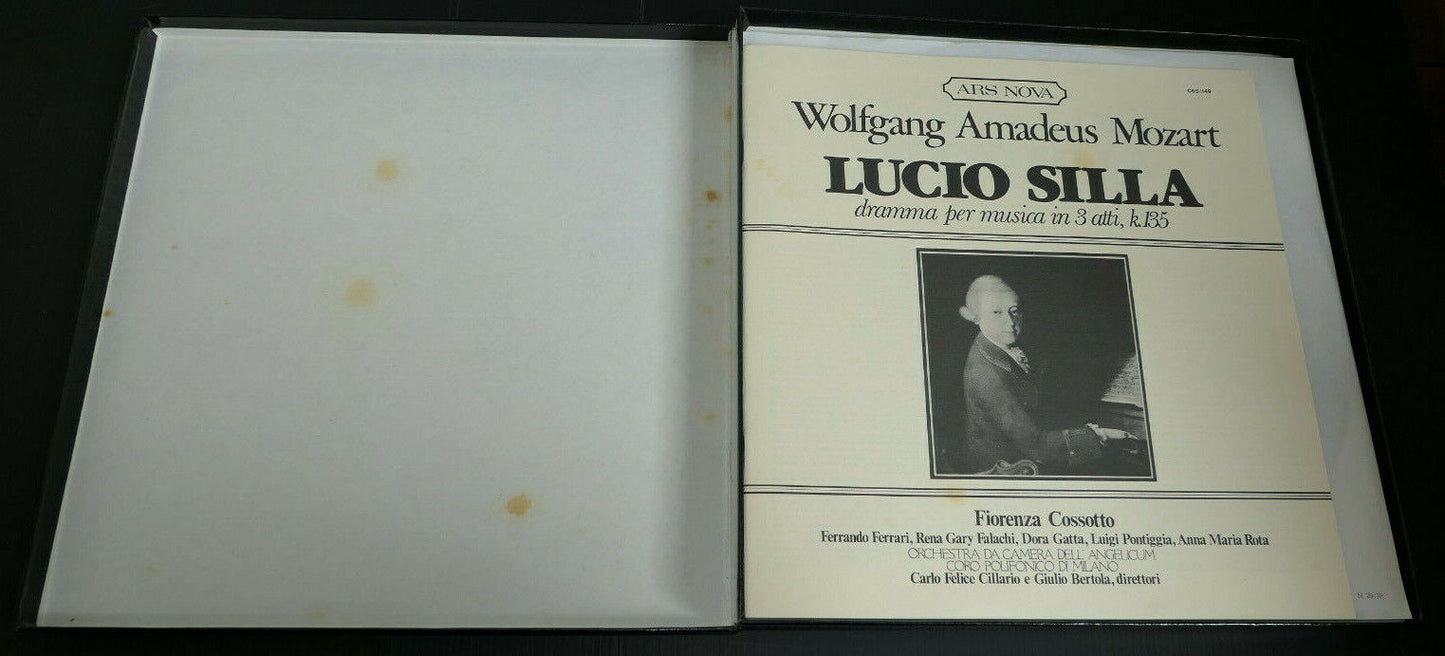 ARS NOVA
Wolfgang Amadeus Mozart
LUCIO SILLA
dramma per musica in 3 atti, k.135
Fiorenza Cossotto
Ferrando Ferrari, Rena Gary Falachi, Dora Gatta, Luigi Pontiggia, Anna Maria Rota
ORCHESTRA DA CAMERA DELL' ANGELICUM
CORO POLIFONICO DI MILANO
Carlo Felice Cillario e Giulio Bertola, direttori